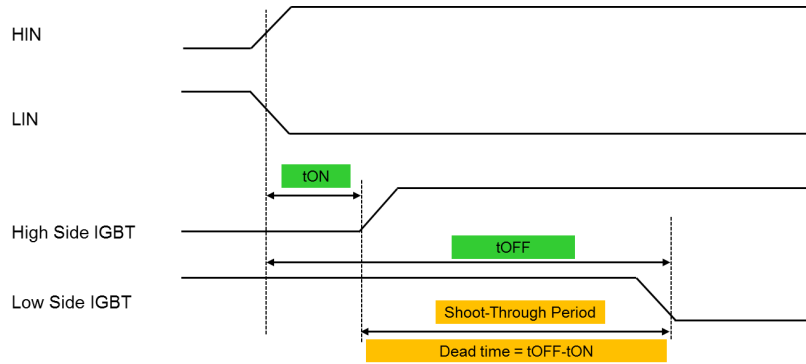 HIN
LIN
tON
High Side IGBT
tOFF
Low Side IGBT
Shoot-Through Period
Dead time = tOFF-tON